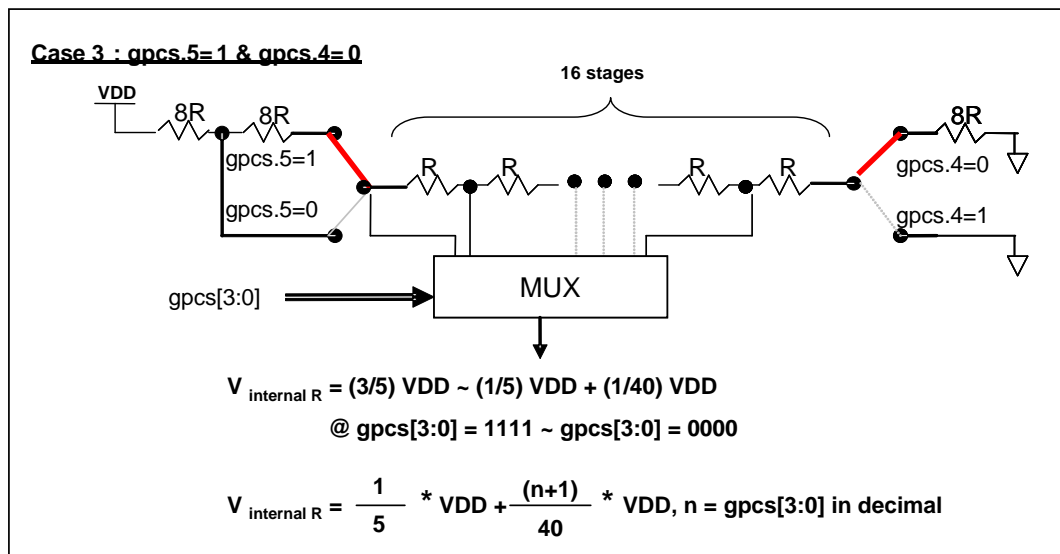 Case 3 : gpcs.5=1 & gpcs.4=0
16 stages
VDD
8R
8R
8R
gpcs.5=1
gpcs.4=0
R
R
R
R
gpcs.5=0
gpcs.4=1
MUX
gpcs[3:0]
V internal R = (3/5) VDD ~ (1/5) VDD + (1/40) VDD
@ gpcs[3:0] = 1111 ~ gpcs[3:0] = 0000
V internal R = 1/5 * VDD + (n+1)/40 * VDD, n = gpcs[3:0] in decimal